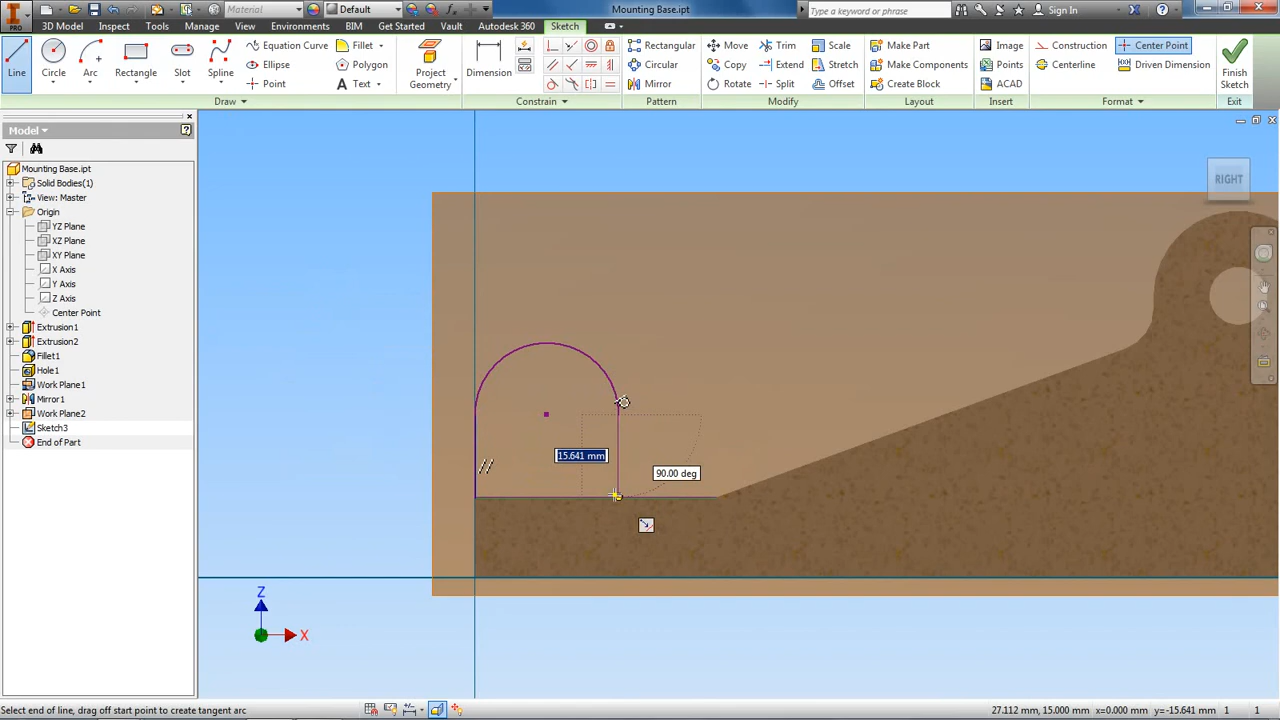 PRO
Material
Default
Mounting Base.ipt
Type a keyword or phrase
Sign In
3D Model Inspect Tools Manage View Environments BIM Get Started Vault Autodesk 360 Sketch
Line
Circle
Arc
Rectangle
Slot
Spline
Equation Curve
Ellipse
Point
Fillet
Polygon
Text
Project Geometry
Dimension
Rectangular
Circular
Mirror
Move
Copy
Rotate
Trim
Extend
Split
Scale
Stretch
Offset
Make Part
Make Components
Create Block
Image
Points
ACAD
Construction
Centerline
Center Point
Driven Dimension
Finish Sketch
Draw Constrain Pattern Modify Layout Insert Format Exit
Model
Mounting Base.ipt
Solid Bodies(1)
View: Master
Origin
YZ Plane
XZ Plane
XY Plane
X Axis
Y Axis
Z Axis
Center Point
Extrusion1
Extrusion2
Fillet1
Hole1
Work Plane1
Mirror1
Work Plane2
Sketch3
End of Part
RIGHT
15.641 mm
90.00 deg
Z
X
Select end of line, drag off start point to create tangent arc
27.112 mm, 15.000 mm x=0.000 mm y=-15.641 mm 1 1